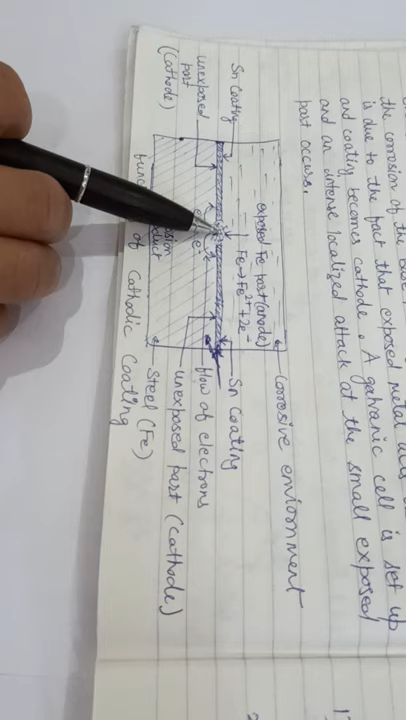 the corrosion of the base
is due to the fact that exposed metal acts
and coating becomes cathode. A galvanic cell is set up
and an intense localized attack at the small exposed
part occurs.
Corrosive enviornment
exposed Fe part (anode)
Fe → Fe²⁺ + 2e⁻
Sn Coating
Sn Coating
unexposed
part
(Cathode)
flow of electrons
unexposed part (cathode)
Steel (Fe)
of Cathodic Coating